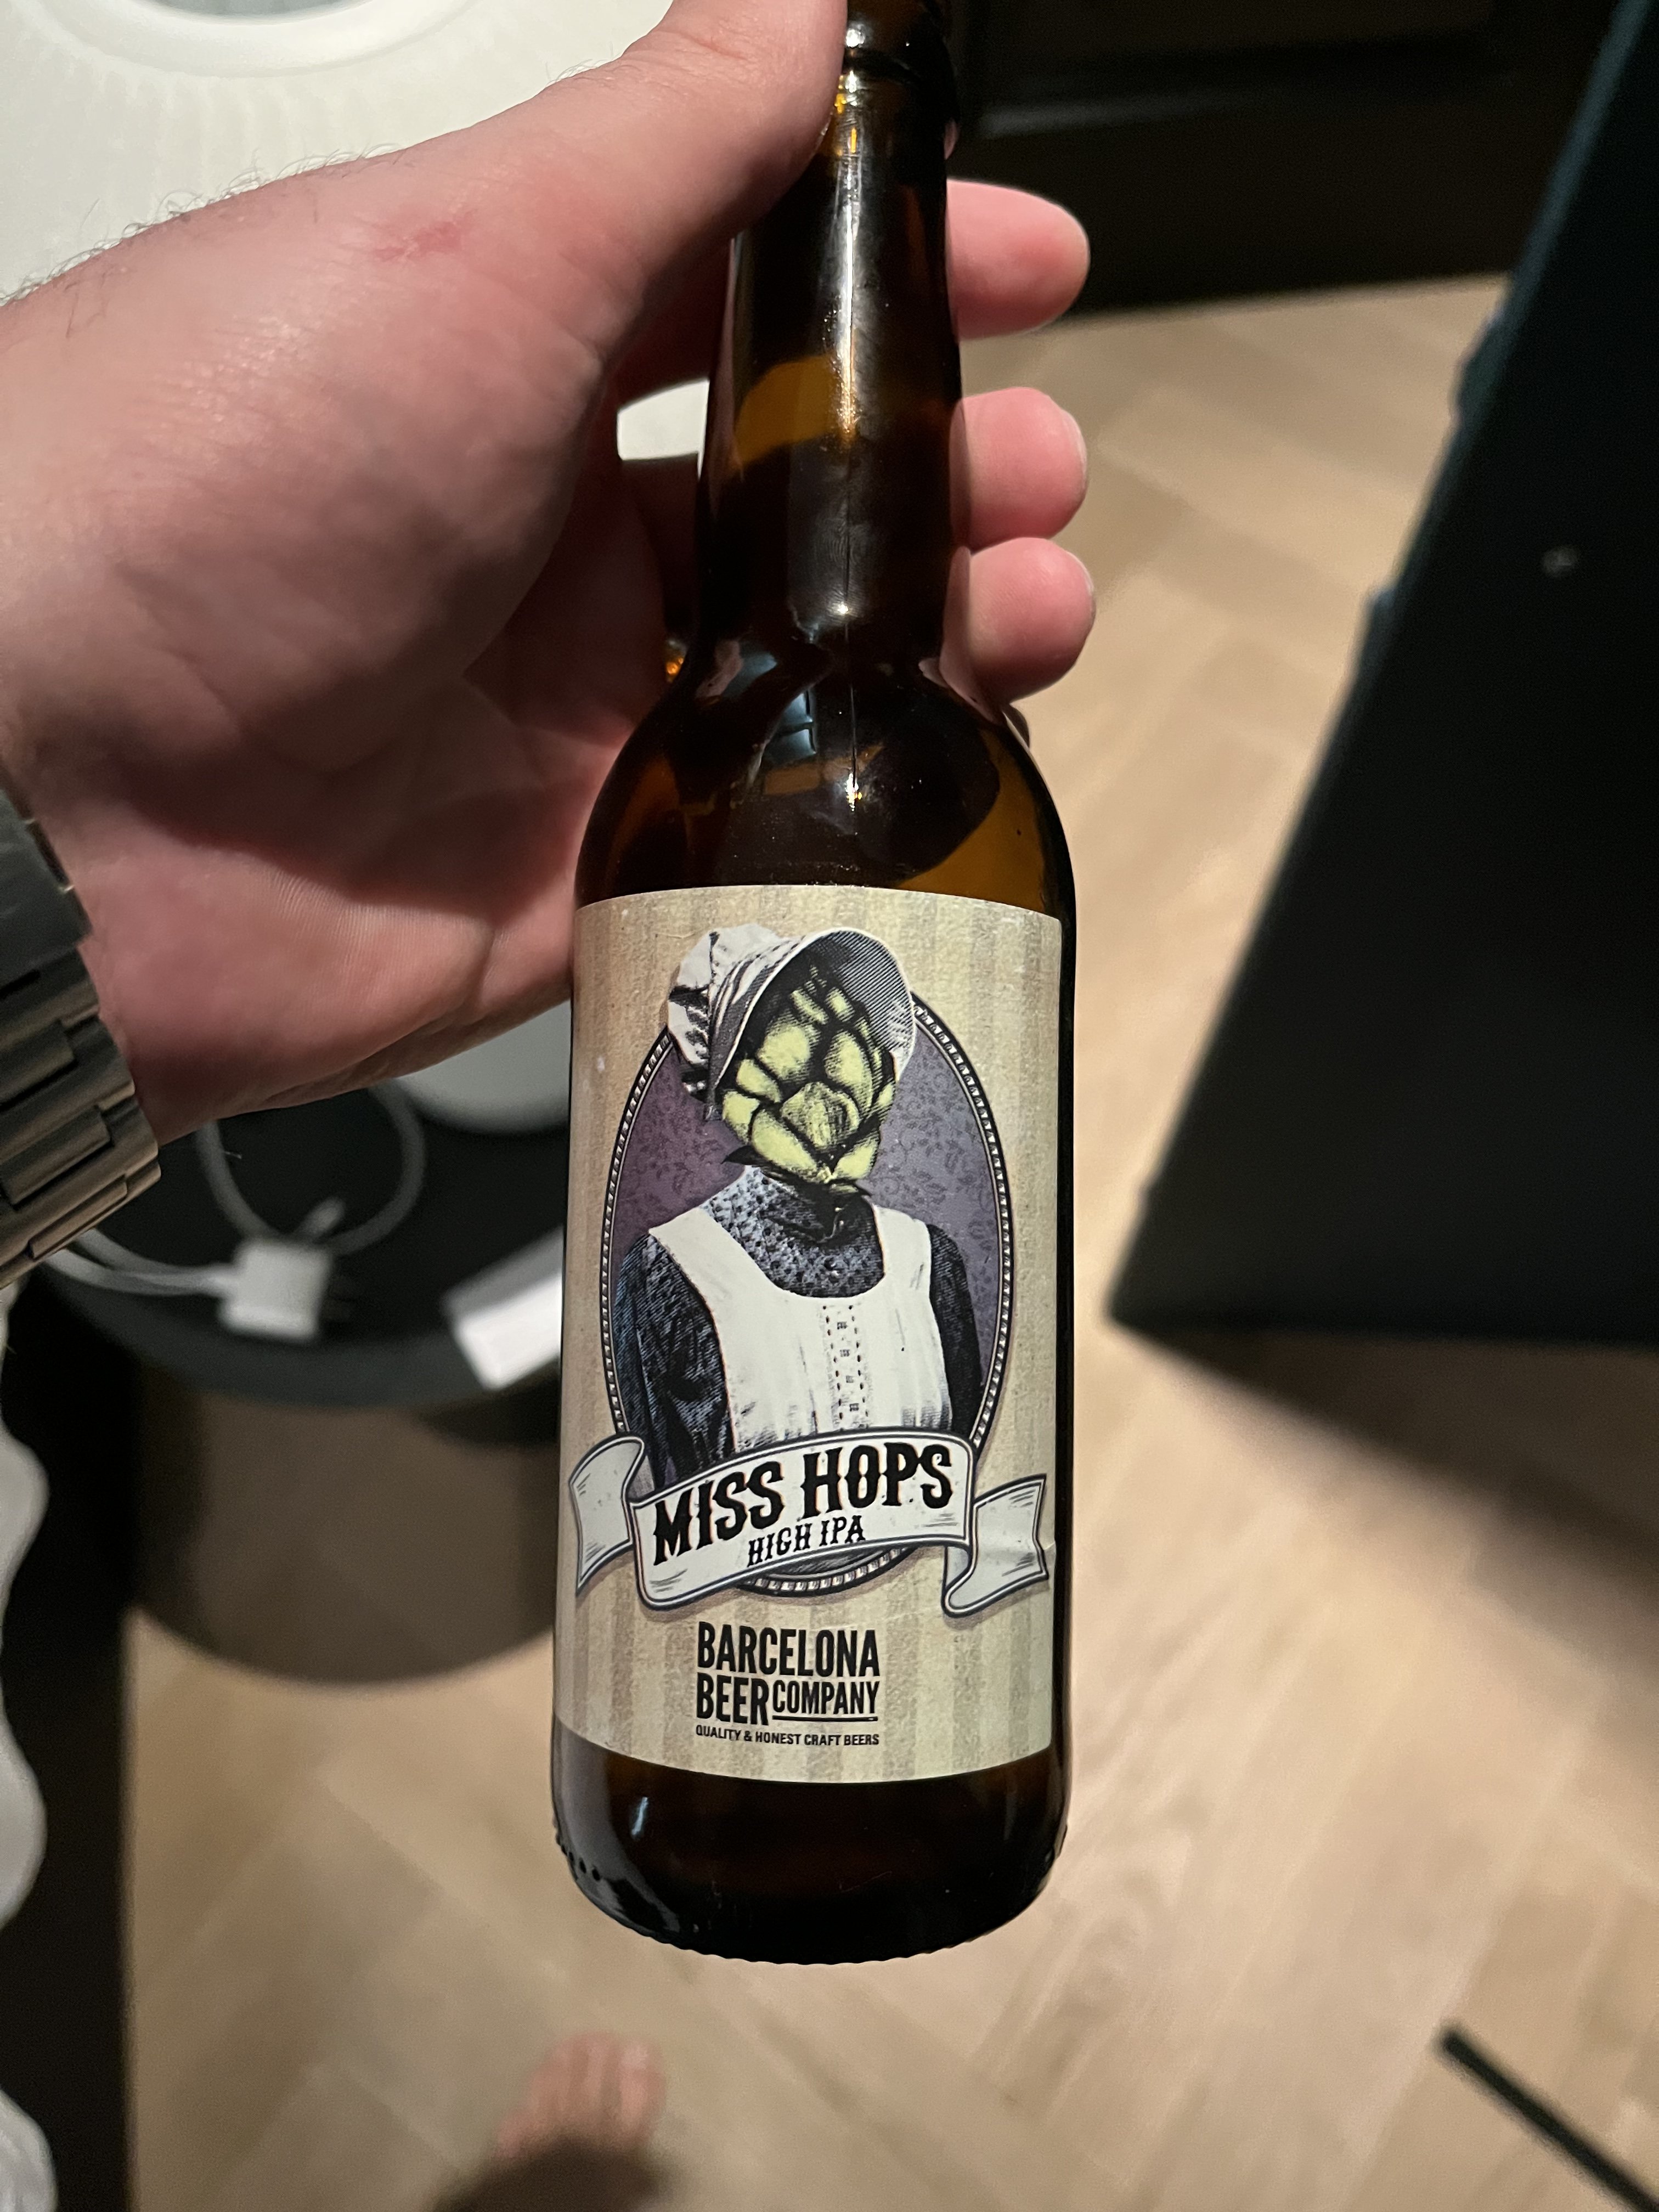 MISS HOPS
HIGH IPA
BARCELONA
BEER COMPANY
QUALITY & HONEST CRAFT BEERS